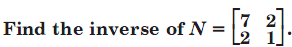 Find the inverse of N = [7 2
2 1].